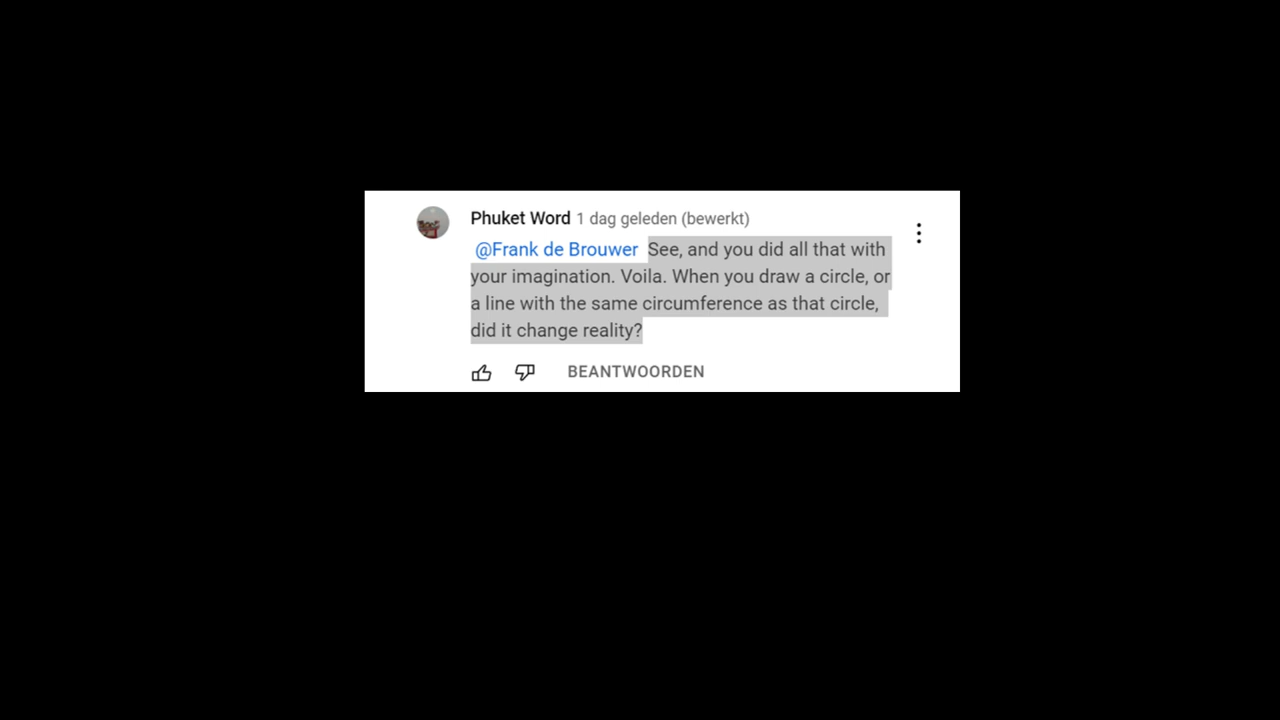 Phuket Word 1 dag geleden (bewerkt)
@Frank de Brouwer See, and you did all that with
your imagination. Voila. When you draw a circle, or
a line with the same circumference as that circle,
did it change reality?
BEANTWOORDEN